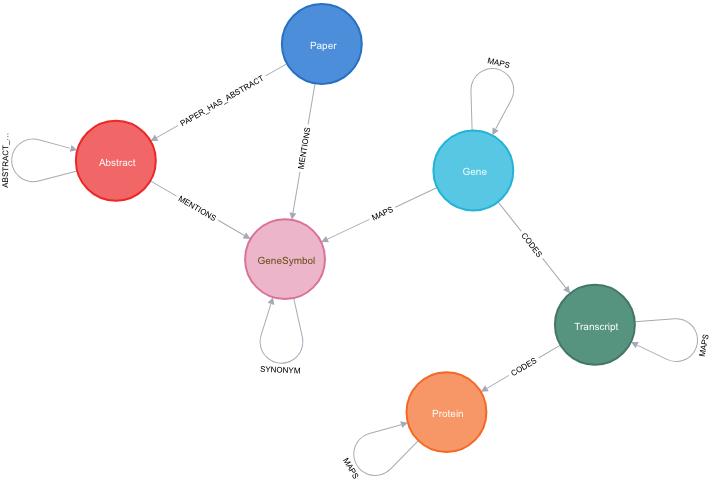 Paper
MAPS
PAPER_HAS_ABSTRACT
ABSTRACT_...
Abstract
MENTIONS
Gene
MENTIONS
MAPS
CODES
GeneSymbol
Transcript
MAPS
SYNONYM
CODES
Protein
MAPS